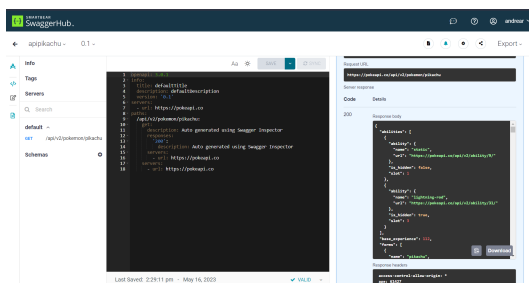 SMARTBEAR
SwaggerHub
andrear
apipikachu
0.1
Export
Info
Tags
Servers
Search
default
GET /api/v2/pokemon/pikachu
Schemas
Aa
SAVE
SYNC
1 openapi: 3.0.1
2 info:
3 title: defaultTitle
4 description: defaultDescription
5 version: '0.1'
6 servers:
7 - url: https://pokeapi.co
8 paths:
9 /api/v2/pokemon/pikachu:
10 get:
11 description: Auto generated using Swagger Inspector
12 responses:
13 "200":
14 description: Auto generated using Swagger Inspector
15 servers:
16 - url: https://pokeapi.co
17 servers:
18 - url: https://pokeapi.co
Last Saved: 2:29:11 pm - May 16, 2023
VALID
Request URL
https://pokeapi.co/api/v2/pokemon/pikachu
Server response
Code Details
200
Response body
{
"abilities": [
{
"ability": {
"name": "static",
"url": "https://pokeapi.co/api/v2/ability/9/"
},
"is_hidden": false,
"slot": 1
},
{
"ability": {
"name": "lightning-rod",
"url": "https://pokeapi.co/api/v2/ability/31/"
},
"is_hidden": true,
"slot": 3
}
],
"base_experience": 112,
"forms": [
{
"name": "pikachu",
Download
Response headers
access-control-allow-origin: *